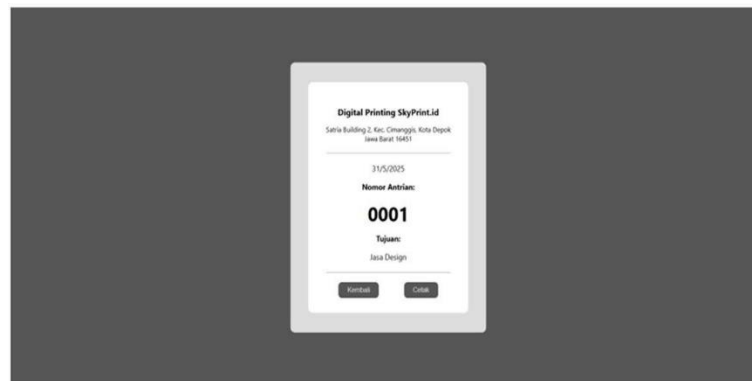 Digital Printing SkyPrint.id
Satria Building 2, Kec. Cimanggis, Kota Depok
Jawa Barat 16451
31/5/2025
Nomor Antrian:
0001
Tujuan:
Jasa Design
Kembali
Cetak